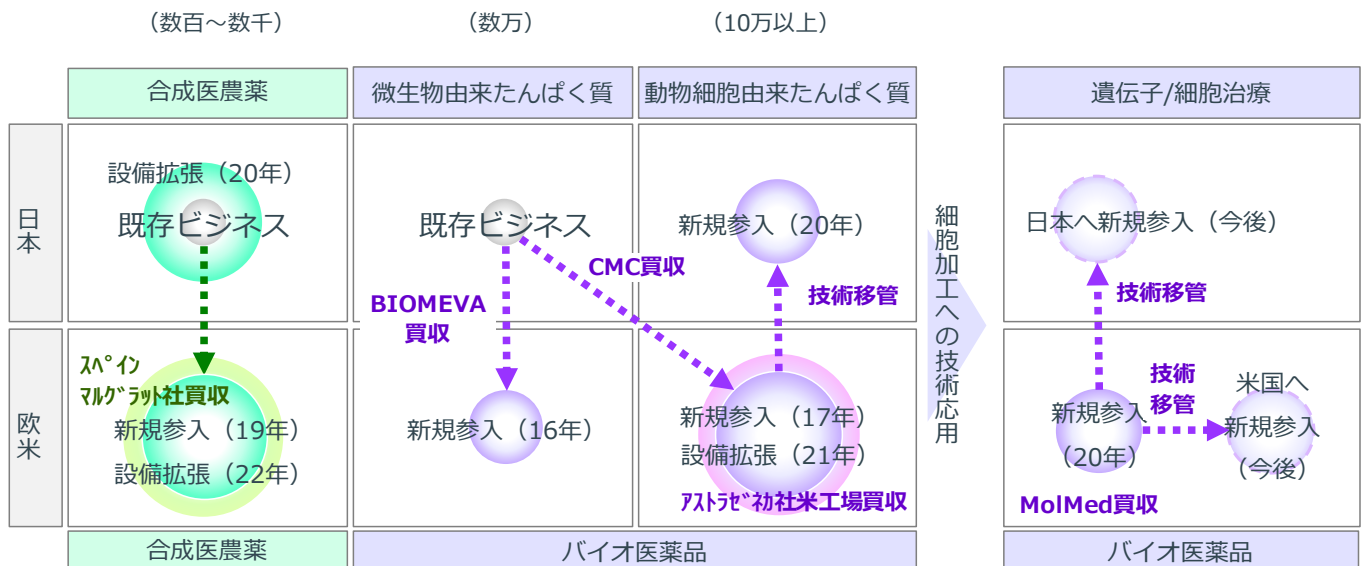 （数百～数千）
（数万）
（10万以上）
合成医農薬
微生物由来たんぱく質
動物細胞由来たんぱく質
遺伝子/細胞治療
日本
設備拡張（20年）
既存ビジネス
既存ビジネス
新規参入（20年）
日本へ新規参入（今後）
CMC買収
BIOMEVA
買収
技術移管
技術移管
細胞加工への技術応用
欧米
ｽﾍﾟｲﾝ
ﾏﾙｸﾞﾗｯﾄ社買収
新規参入（19年）
設備拡張（22年）
新規参入（16年）
新規参入（17年）
設備拡張（21年）
ｱｽﾄﾗｾﾞﾈｶ社米工場買収
新規参入
（20年）
技術
移管
米国へ
新規参入
（今後）
MolMed買収
合成医農薬
バイオ医薬品
バイオ医薬品